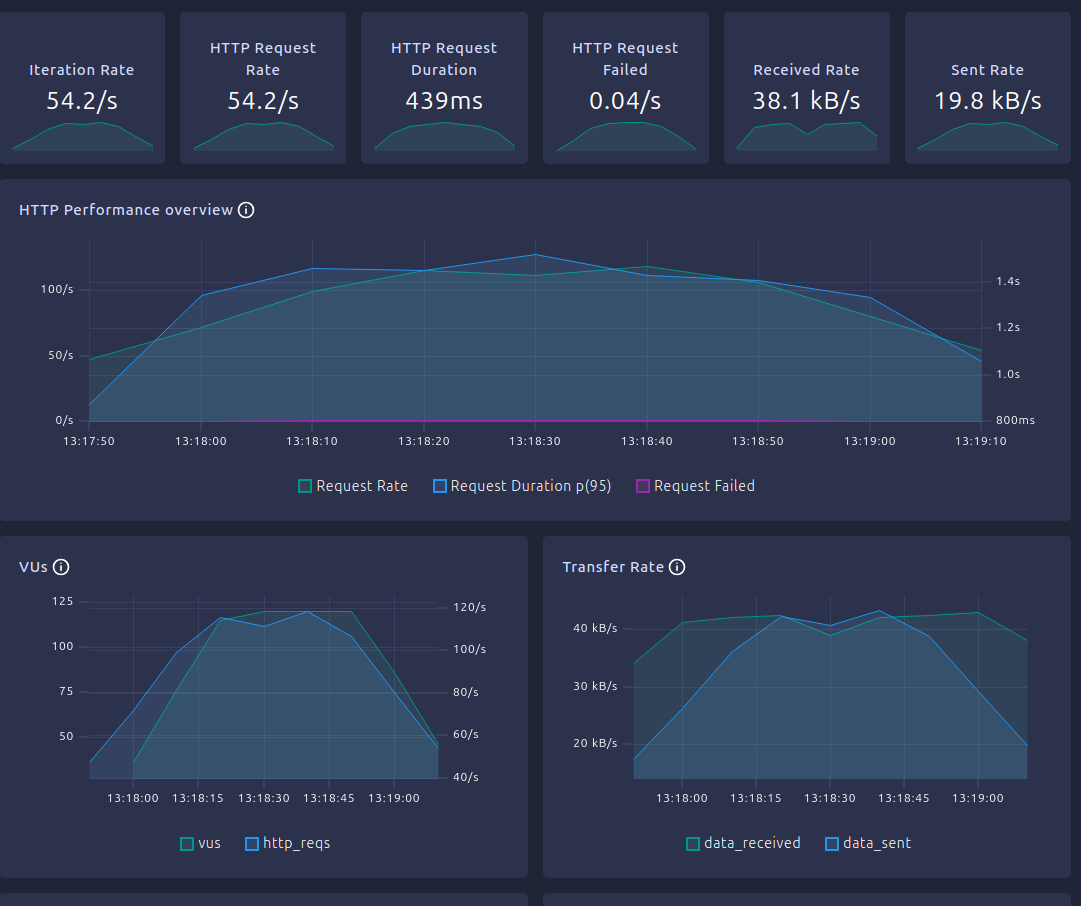 Iteration Rate
54.2/s
HTTP Request
Rate
54.2/s
HTTP Request
Duration
439ms
HTTP Request
Failed
0.04/s
Received Rate
38.1 kB/s
Sent Rate
19.8 kB/s
HTTP Performance overview
100/s
50/s
0/s
1.4s
1.2s
1.0s
800ms
13:17:50 13:18:00 13:18:10 13:18:20 13:18:30 13:18:40 13:18:50 13:19:00 13:19:10
Request Rate Request Duration p(95) Request Failed
VUs
125
100
75
50
120/s
100/s
80/s
60/s
40/s
13:18:00 13:18:15 13:18:30 13:18:45 13:19:00
vus http_reqs
Transfer Rate
40 kB/s
30 kB/s
20 kB/s
13:18:00 13:18:15 13:18:30 13:18:45 13:19:00
data_received data_sent